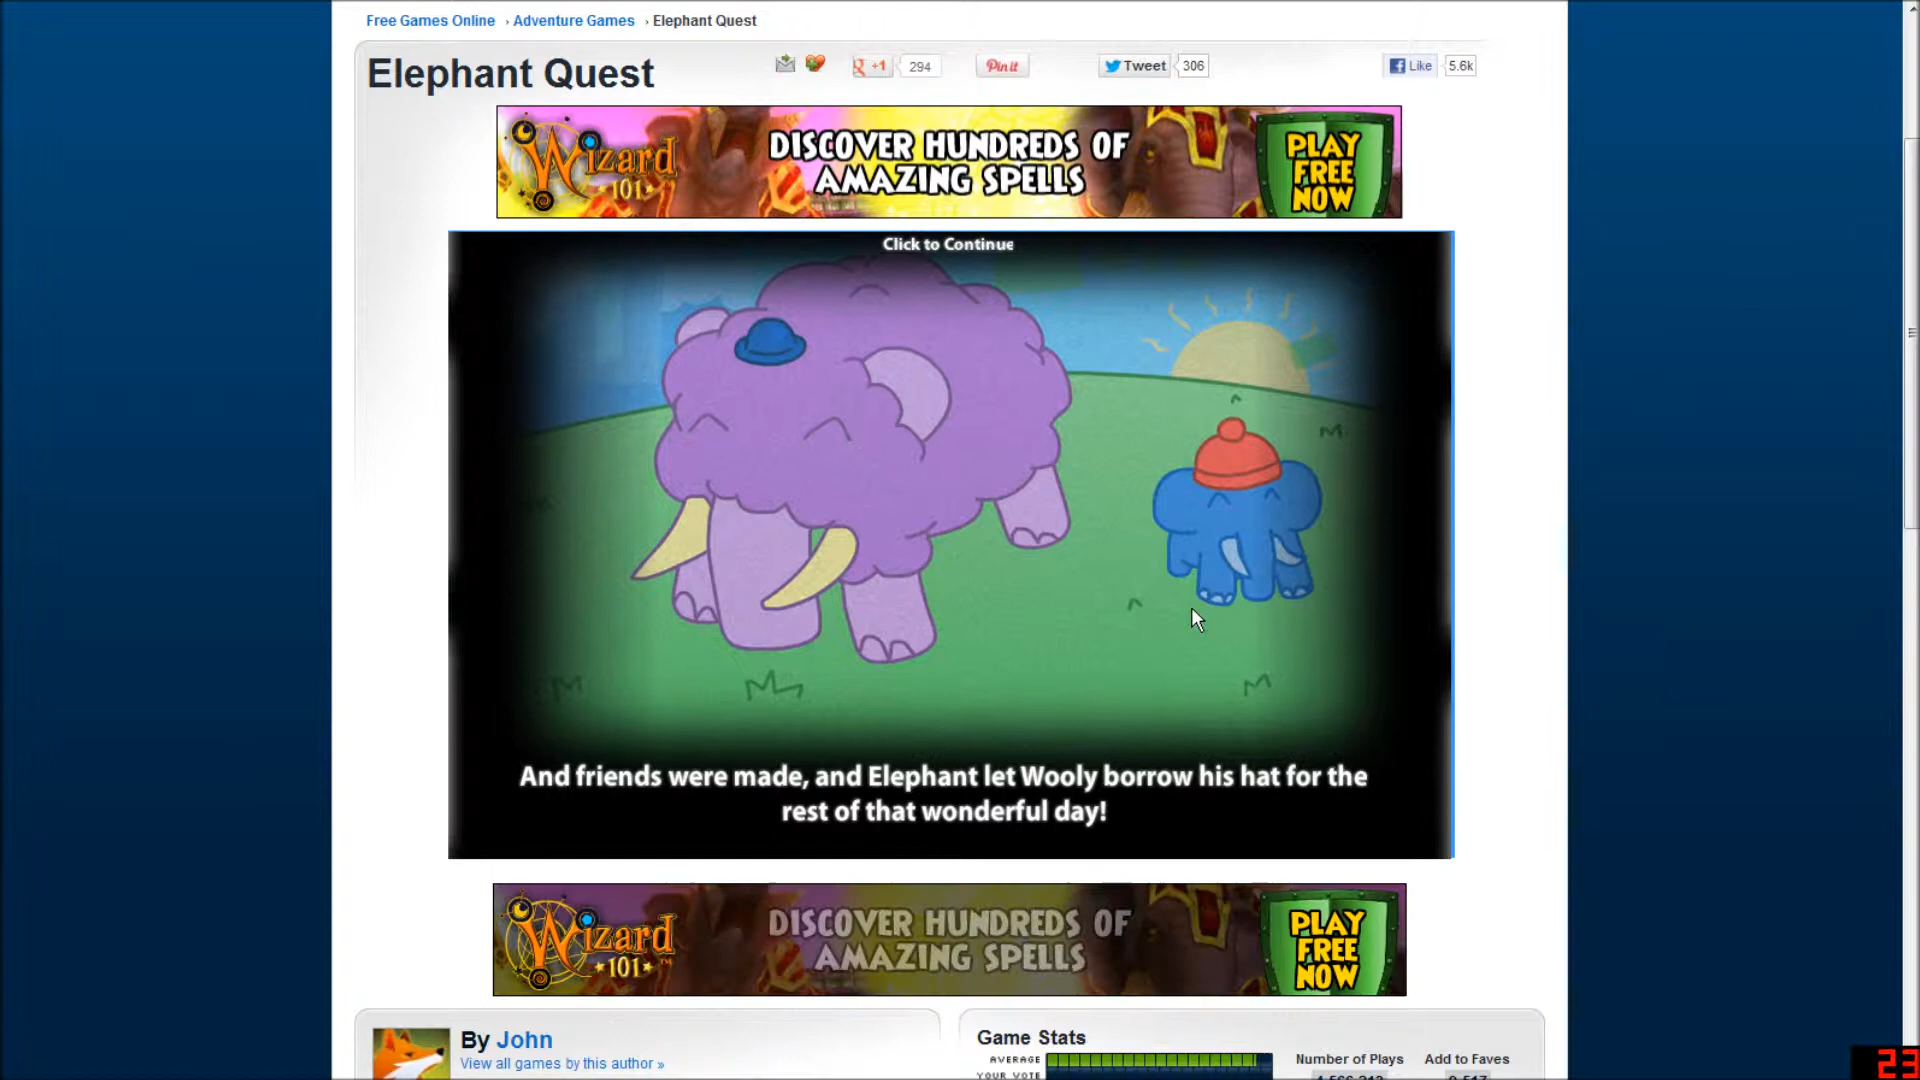 Free Games Online › Adventure Games › Elephant Quest
Elephant Quest
g +1 294 Pin it Tweet 306 Like 5.6k
Wizard 101
DISCOVER HUNDREDS OF
AMAZING SPELLS
PLAY
FREE
NOW
Click to Continue
And friends were made, and Elephant let Wooly borrow his hat for the
rest of that wonderful day!
Wizard 101
DISCOVER HUNDREDS OF
AMAZING SPELLS
PLAY
FREE
NOW
By John
View all games by this author »
Game Stats
AVERAGE
YOUR VOTE
Number of Plays Add to Faves
23